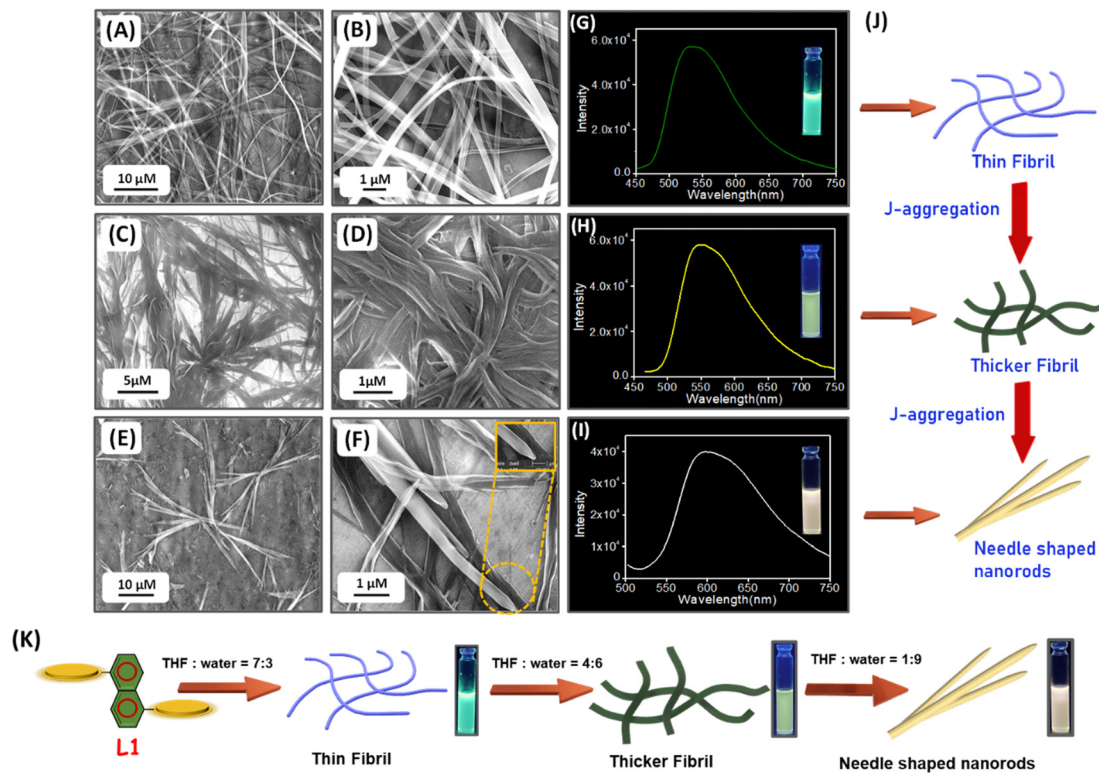 (A)
10 µM
(B)
1 µM
(G)
6.0x10⁴
4.0x10⁴
2.0x10⁴
0.0
Intensity
450 500 550 600 650 700 750
Wavelength(nm)
(J)
Thin Fibril
J-aggregation
(C)
5µM
(D)
1µM
(H)
6.0x10⁴
4.0x10⁴
2.0x10⁴
0.0
Intensity
450 500 550 600 650 700 750
Wavelength(nm)
Thicker Fibril
J-aggregation
(E)
10 µM
(F)
1 µM
(I)
4x10⁴
3x10⁴
2x10⁴
1x10⁴
0
Intensity
500 550 600 650 700 750
Wavelength(nm)
Needle shaped
nanorods
(K)
L1
THF : water = 7:3
Thin Fibril
THF : water = 4:6
Thicker Fibril
THF : water = 1:9
Needle shaped nanorods